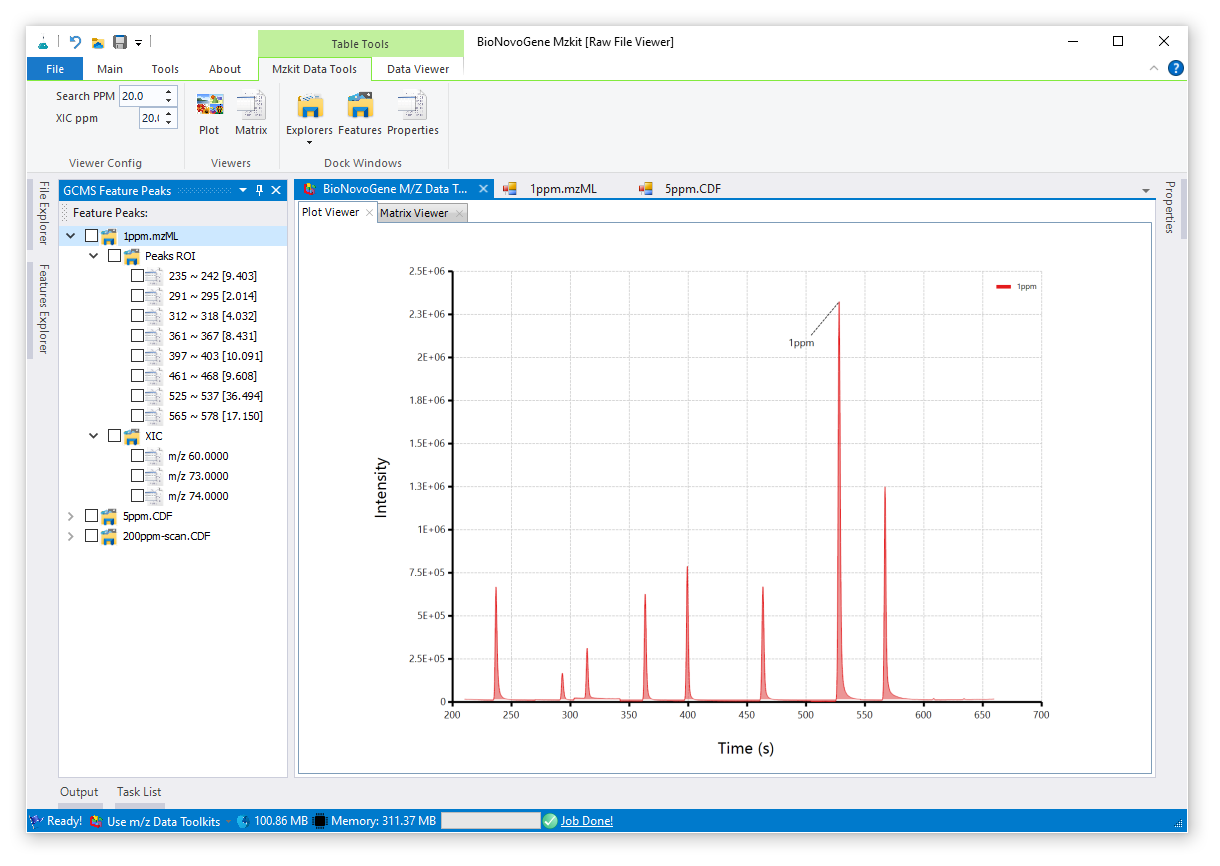 Table Tools
BioNovoGene Mzkit [Raw File Viewer]
File Main Tools About Mzkit Data Tools Data Viewer
?
Search PPM 20.0
XIC ppm 20.(
Plot Matrix Explorers Features Properties
Viewer Config Viewers Dock Windows
File Explorer
Features Explorer
GCMS Feature Peaks
Feature Peaks:
1ppm.mzML
Peaks ROI
235 ~ 242 [9.403]
291 ~ 295 [2.014]
312 ~ 318 [4.032]
361 ~ 367 [8.431]
397 ~ 403 [10.091]
461 ~ 468 [9.608]
525 ~ 537 [36.494]
565 ~ 578 [17.150]
XIC
m/z 60.0000
m/z 73.0000
m/z 74.0000
5ppm.CDF
200ppm-scan.CDF
BioNovoGene M/Z Data T... 1ppm.mzML 5ppm.CDF
Plot Viewer Matrix Viewer
2.5E+06
2.3E+06
2E+06
1.8E+06
1.5E+06
1.3E+06
1E+06
7.5E+05
5E+05
2.5E+05
0
Intensity
1ppm
1ppm
200 250 300 350 400 450 500 550 600 650 700
Time (s)
Properties
Output Task List
Ready! Use m/z Data Toolkits 100.86 MB Memory: 311.37 MB Job Done!